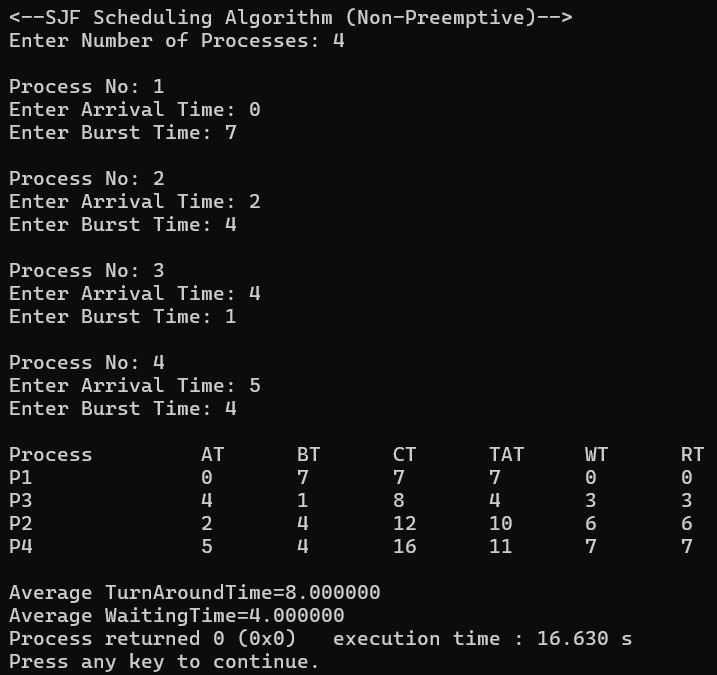 <--SJF Scheduling Algorithm (Non-Preemptive)-->
Enter Number of Processes: 4
Process No: 1
Enter Arrival Time: 0
Enter Burst Time: 7
Process No: 2
Enter Arrival Time: 2
Enter Burst Time: 4
Process No: 3
Enter Arrival Time: 4
Enter Burst Time: 1
Process No: 4
Enter Arrival Time: 5
Enter Burst Time: 4
Process AT BT CT TAT WT RT
P1 0 7 7 7 0 0
P3 4 1 8 4 3 3
P2 2 4 12 10 6 6
P4 5 4 16 11 7 7
Average TurnAroundTime=8.000000
Average WaitingTime=4.000000
Process returned 0 (0x0)   execution time : 16.630 s
Press any key to continue.